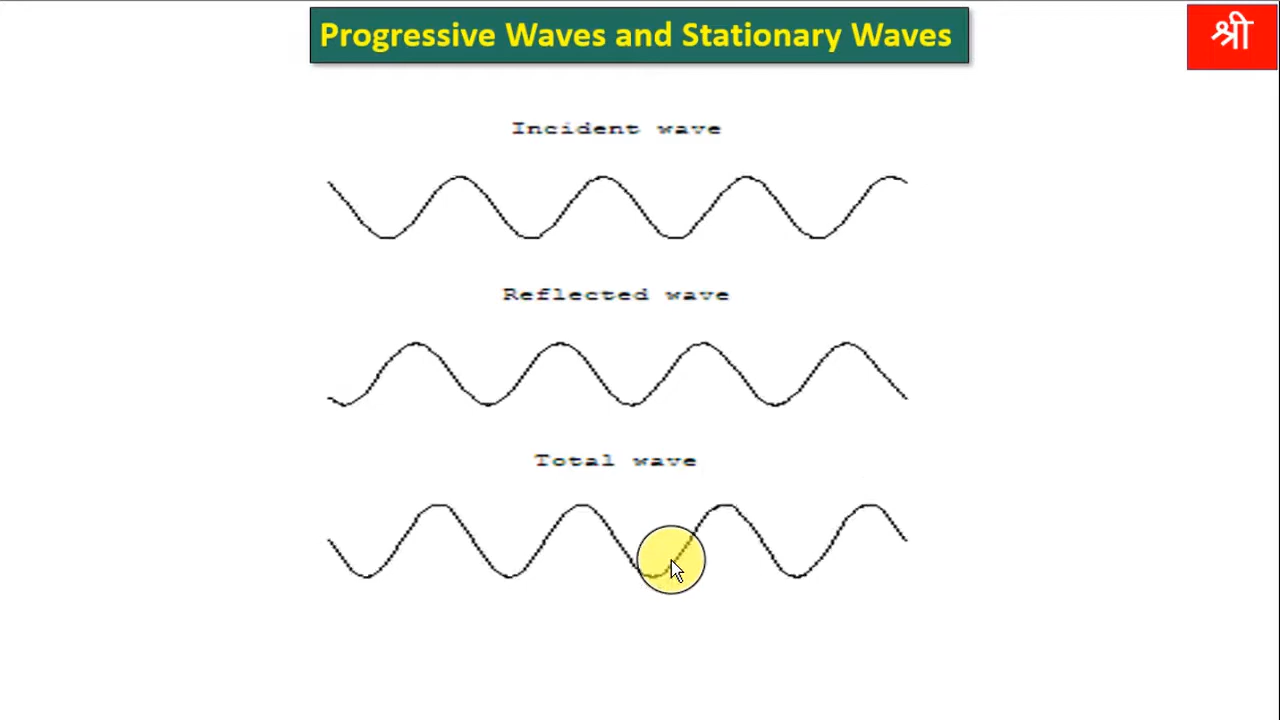 Progressive Waves and Stationary Waves
श्री
Incident wave
Reflected wave
Total wave